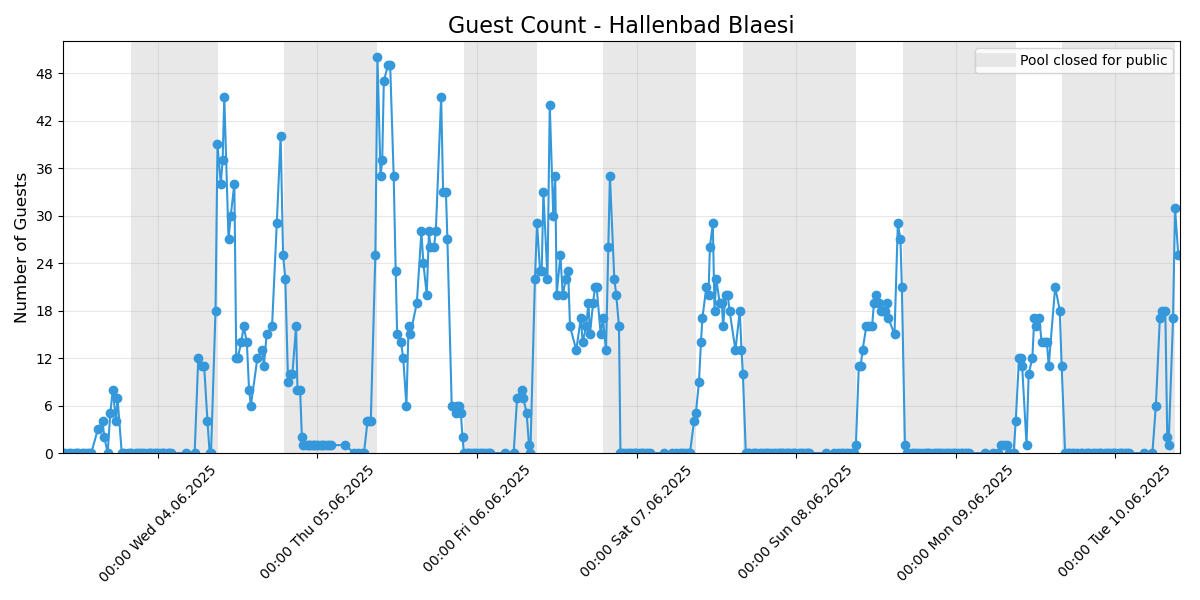 Guest Count - Hallenbad Blaesi
Pool closed for public
Number of Guests
48
42
36
30
24
18
12
6
0
00:00 Wed 04.06.2025
00:00 Thu 05.06.2025
00:00 Fri 06.06.2025
00:00 Sat 07.06.2025
00:00 Sun 08.06.2025
00:00 Mon 09.06.2025
00:00 Tue 10.06.2025